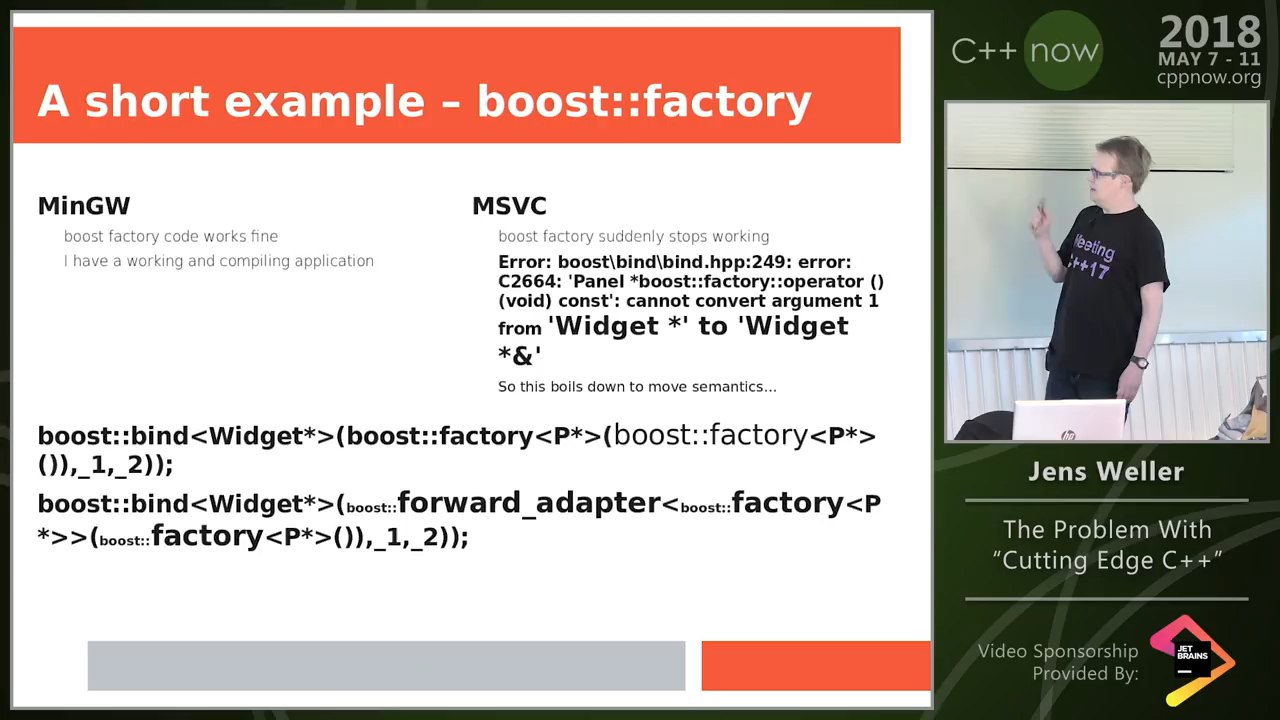 A short example – boost::factory
MinGW
boost factory code works fine
I have a working and compiling application
MSVC
boost factory suddenly stops working
Error: boost\bind\bind.hpp:249: error:
C2664: 'Panel *boost::factory::operator ()
(void) const': cannot convert argument 1
from 'Widget *' to 'Widget
*&'
So this boils down to move semantics...
boost::bind<Widget*>(boost::factory<P*>(boost::factory<P*>
()),_1,_2));
boost::bind<Widget*>(boost::forward_adapter<boost::factory<P
*>>(boost::factory<P*>()),_1,_2));
C++ now
2018
MAY 7 - 11
cppnow.org
Meeting
C++17
hp
Jens Weller
The Problem With
“Cutting Edge C++”
Video Sponsorship
Provided By:
JET
BRAINS